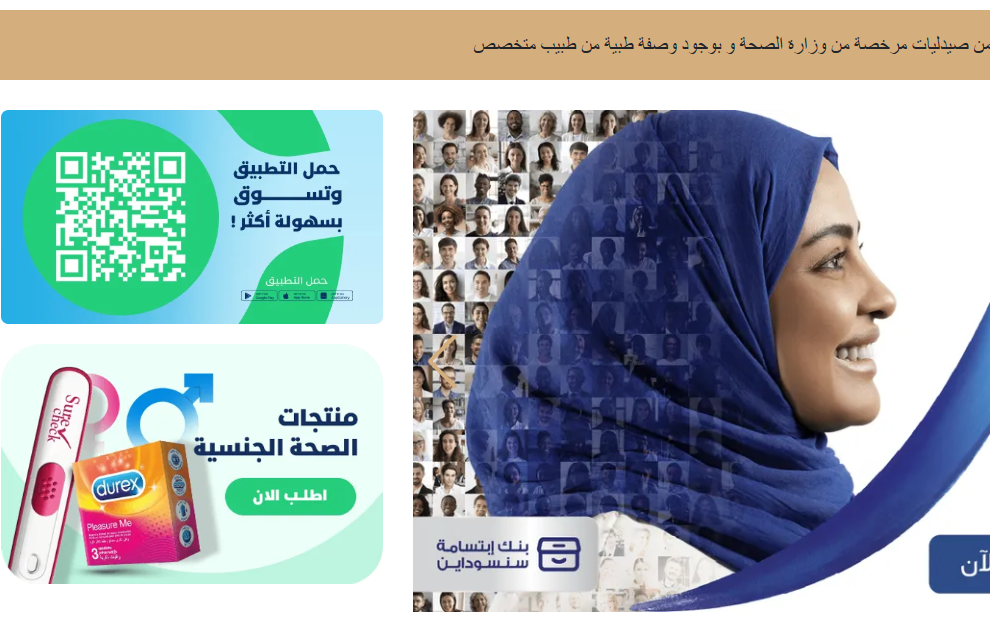 من صيدليات مرخصة من وزارة الصحة و بوجود وصفة طبية من طبيب متخصص
حمل التطبيق
وتســـوق
بسهولة أكثر !
حمل التطبيق
بنك إبتسامة
سنسوداين
لآن
منتجات
الصحة الجنسية
اطلب الان
Sure
check
durex
Pleasure Me
3